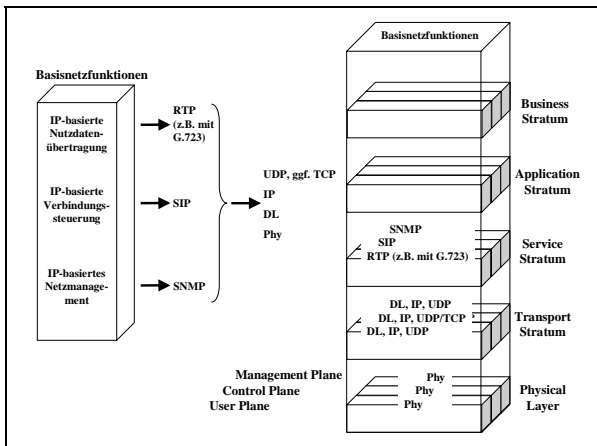 Basisnetzfunktionen
IP-basierte
Nutzdaten-
übertragung
IP-basierte
Verbindungs-
steuerung
IP-basiertes
Netzmanage-
ment
RTP
(z.B. mit
G.723)
SIP
SNMP
UDP, ggf. TCP
IP
DL
Phy
Basisnetzfunktionen
Business
Stratum
Application
Stratum
SNMP
SIP
RTP (z.B. mit G.723)
Service
Stratum
DL, IP, UDP
DL, IP, UDP/TCP
DL, IP, UDP
Transport
Stratum
Management Plane
Control Plane
User Plane
Phy
Phy
Phy
Physical
Layer